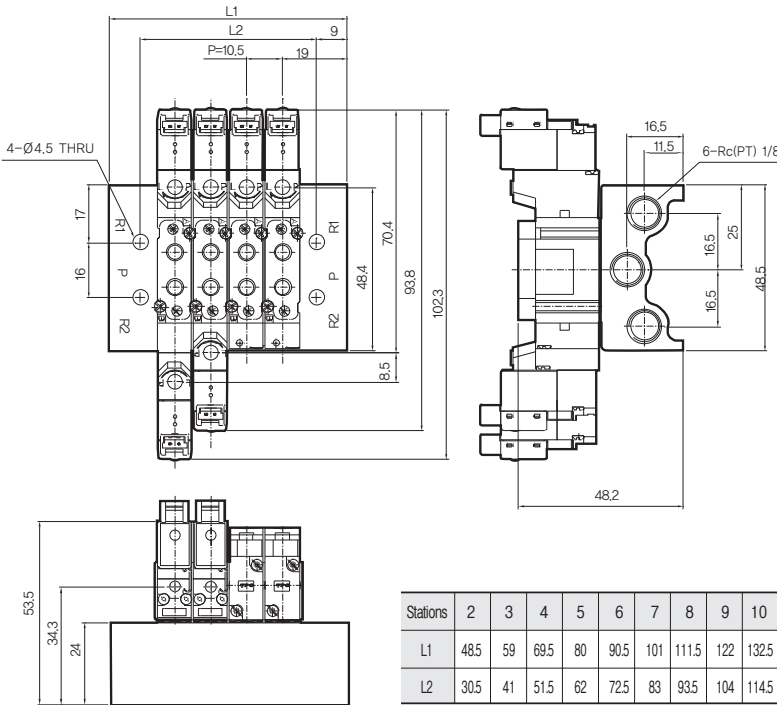 L1
L2
9
P=10.5
19
4-Ø4.5 THRU
17
16
R1
P
R2
R1
P
R2
70.4
48.4
93.8
102.3
8.5
16.5
11.5
6-Rc(PT) 1/8
16.5
25
16.5
48.5
48.2
53.5
34.3
24
Stations 2 3 4 5 6 7 8 9 10
L1 48.5 59 69.5 80 90.5 101 111.5 122 132.5
L2 30.5 41 51.5 62 72.5 83 93.5 104 114.5